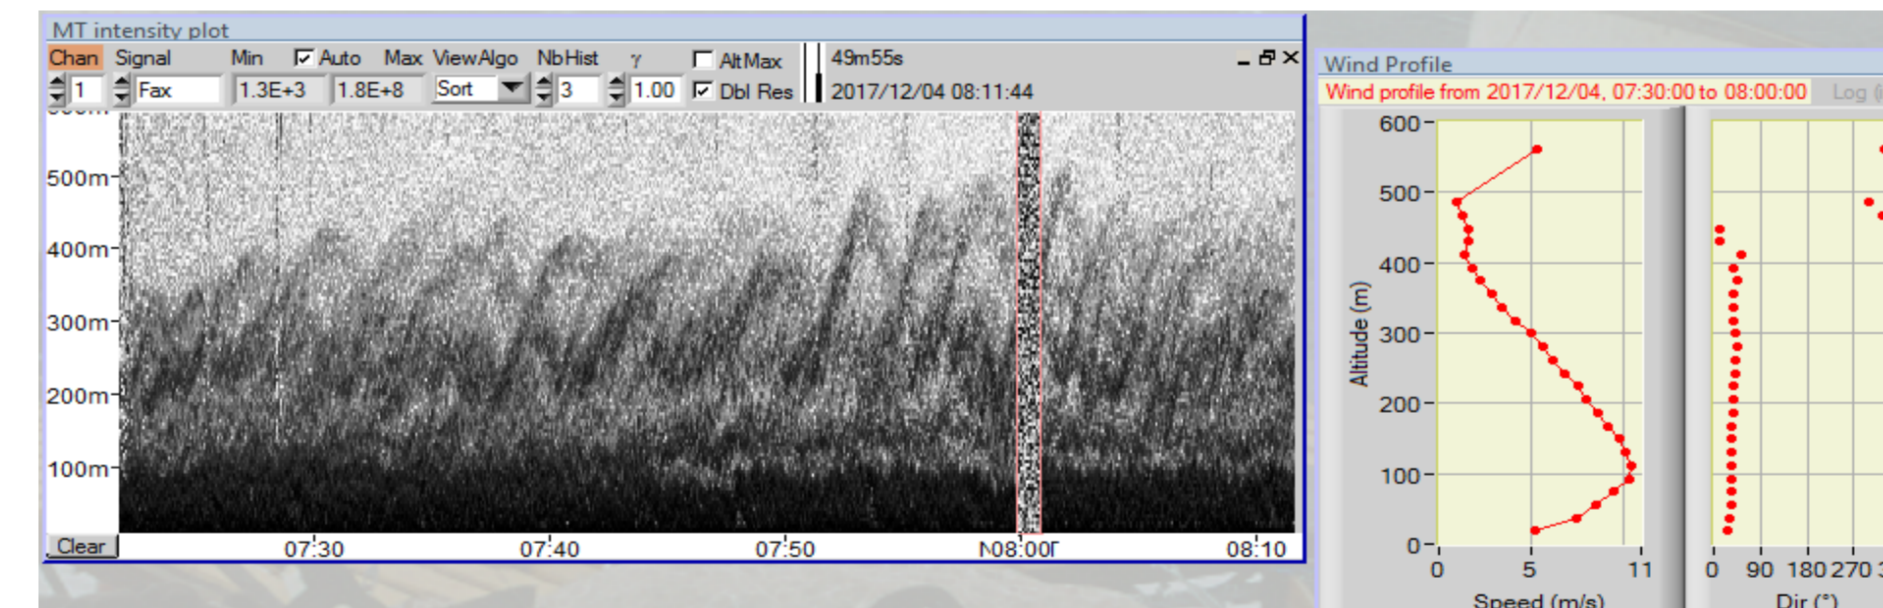 MT intensity plot
Chan Signal Min Auto Max ViewAlgo NbHist γ AltMax 49m55s
1 Fax 1.3E+3 1.8E+8 Sort 3 1.00 Dbl Res 2017/12/04 08:11:44
500m
400m
300m
200m
100m
Clear
07:30 07:40 07:50 N08:00Γ 08:10
Wind Profile
Wind profile from 2017/12/04, 07:30:00 to 08:00:00 Log
600
500
400
300
200
100
0
Altitude (m)
0 5 11
Speed (m/s)
0 90 180 270
Dir (°)